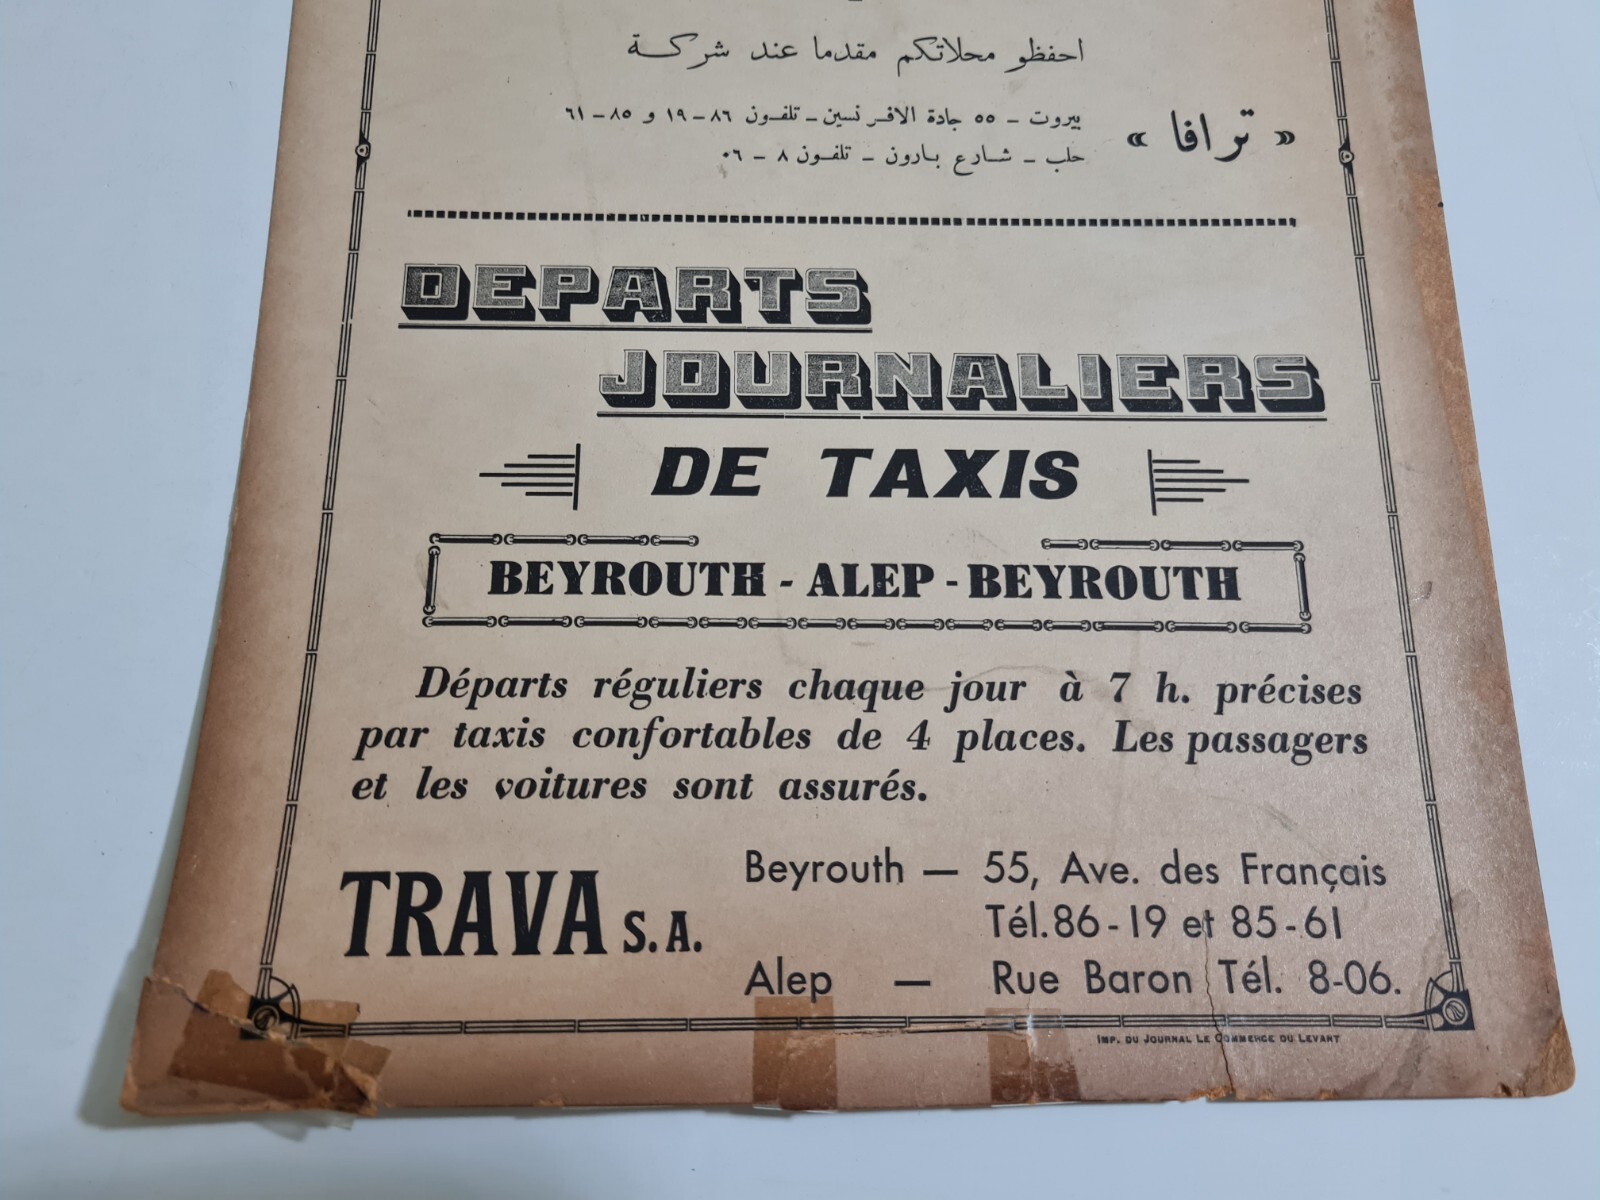 احفظو محلاتكم مقدما عند شركة
« ترافا »
بيروت - ٥٥ جادة الافرنسين - تلفون ٨٦ - ١٩ و ٨٥ - ٦١
حلب - شارع بارون - تلفون ٨ - ٠٦
DEPARTS
JOURNALIERS
DE TAXIS
BEYROUTH - ALEP - BEYROUTH
Départs réguliers chaque jour à 7 h. précises
par taxis confortables de 4 places. Les passagers
et les voitures sont assurés.
TRAVA S.A.
Beyrouth — 55, Ave. des Français
Tél. 86-19 et 85-61
Alep — Rue Baron Tél. 8-06.
IMP. DU JOURNAL LE COMMERCE DU LEVANT